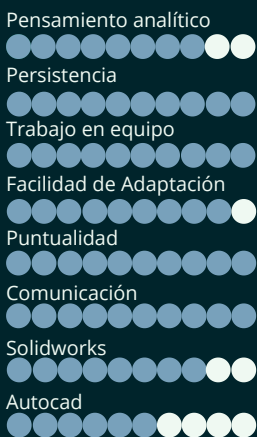 Pensamiento analítico
Persistencia
Trabajo en equipo
Facilidad de Adaptación
Puntualidad
Comunicación
Solidworks
Autocad